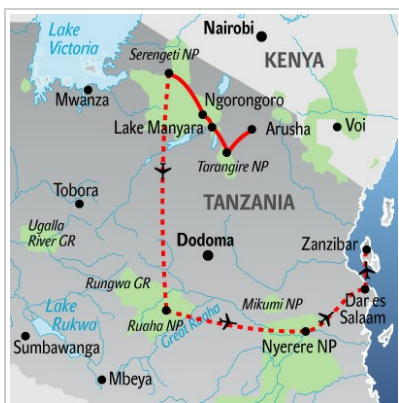 Lake
Victoria
Nairobi
Serengeti NP
KENYA
Mwanza
Ngorongoro
Lake Manyara
Arusha
Voi
Tarangire NP
Tobora
TANZANIA
Ugalla
River GR
Dodoma
Zanzibar
Rungwa GR
Mikumi NP
Dar es
Salaam
Lake
Rukwa
Ruaha NP
Great Ruaha
Sumbawanga
Nyerere NP
Mbeya